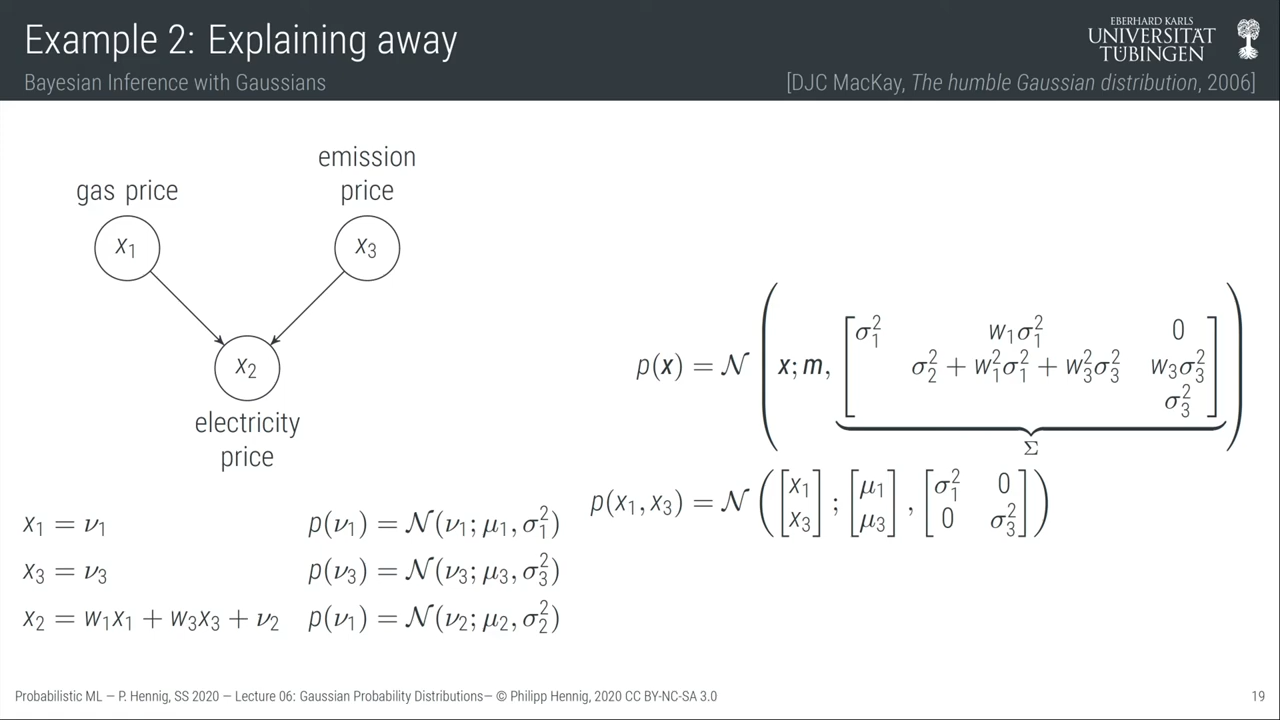 Example 2: Explaining away
EBERHARD KARLS
UNIVERSITÄT
TÜBINGEN
Bayesian Inference with Gaussians
[DJC MacKay, The humble Gaussian distribution, 2006]
emission
price
gas price
x₁
x₃
x₂
electricity
price
p(x) = 𝒩 ( x; m, [ σ₁² w₁σ₁² 0
σ₂² + w₁²σ₁² + w₃²σ₃² w₃σ₃²
σ₃² ] )
Σ
p(x₁, x₃) = 𝒩 ( [x₁ x₃] ; [μ₁ μ₃] , [σ₁² 0 0 σ₃²] )
x₁ = ν₁ p(ν₁) = 𝒩(ν₁; μ₁, σ₁²)
x₃ = ν₃ p(ν₃) = 𝒩(ν₃; μ₃, σ₃²)
x₂ = w₁x₁ + w₃x₃ + ν₂ p(ν₁) = 𝒩(ν₂; μ₂, σ₂²)
Probabilistic ML — P. Hennig, SS 2020 — Lecture 06: Gaussian Probability Distributions— © Philipp Hennig, 2020 CC BY-NC-SA 3.0
19